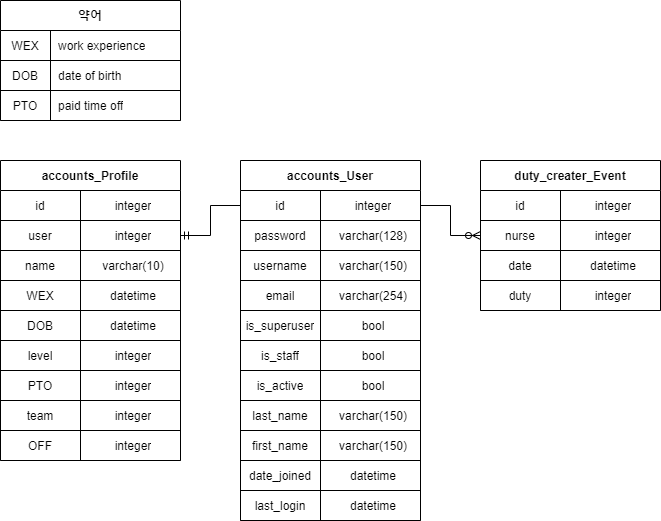 약어
WEX work experience
DOB date of birth
PTO paid time off
accounts_Profile
id integer
user integer
name varchar(10)
WEX datetime
DOB datetime
level integer
PTO integer
team integer
OFF integer
accounts_User
id integer
password varchar(128)
username varchar(150)
email varchar(254)
is_superuser bool
is_staff bool
is_active bool
last_name varchar(150)
first_name varchar(150)
date_joined datetime
last_login datetime
duty_creater_Event
id integer
nurse integer
date datetime
duty integer